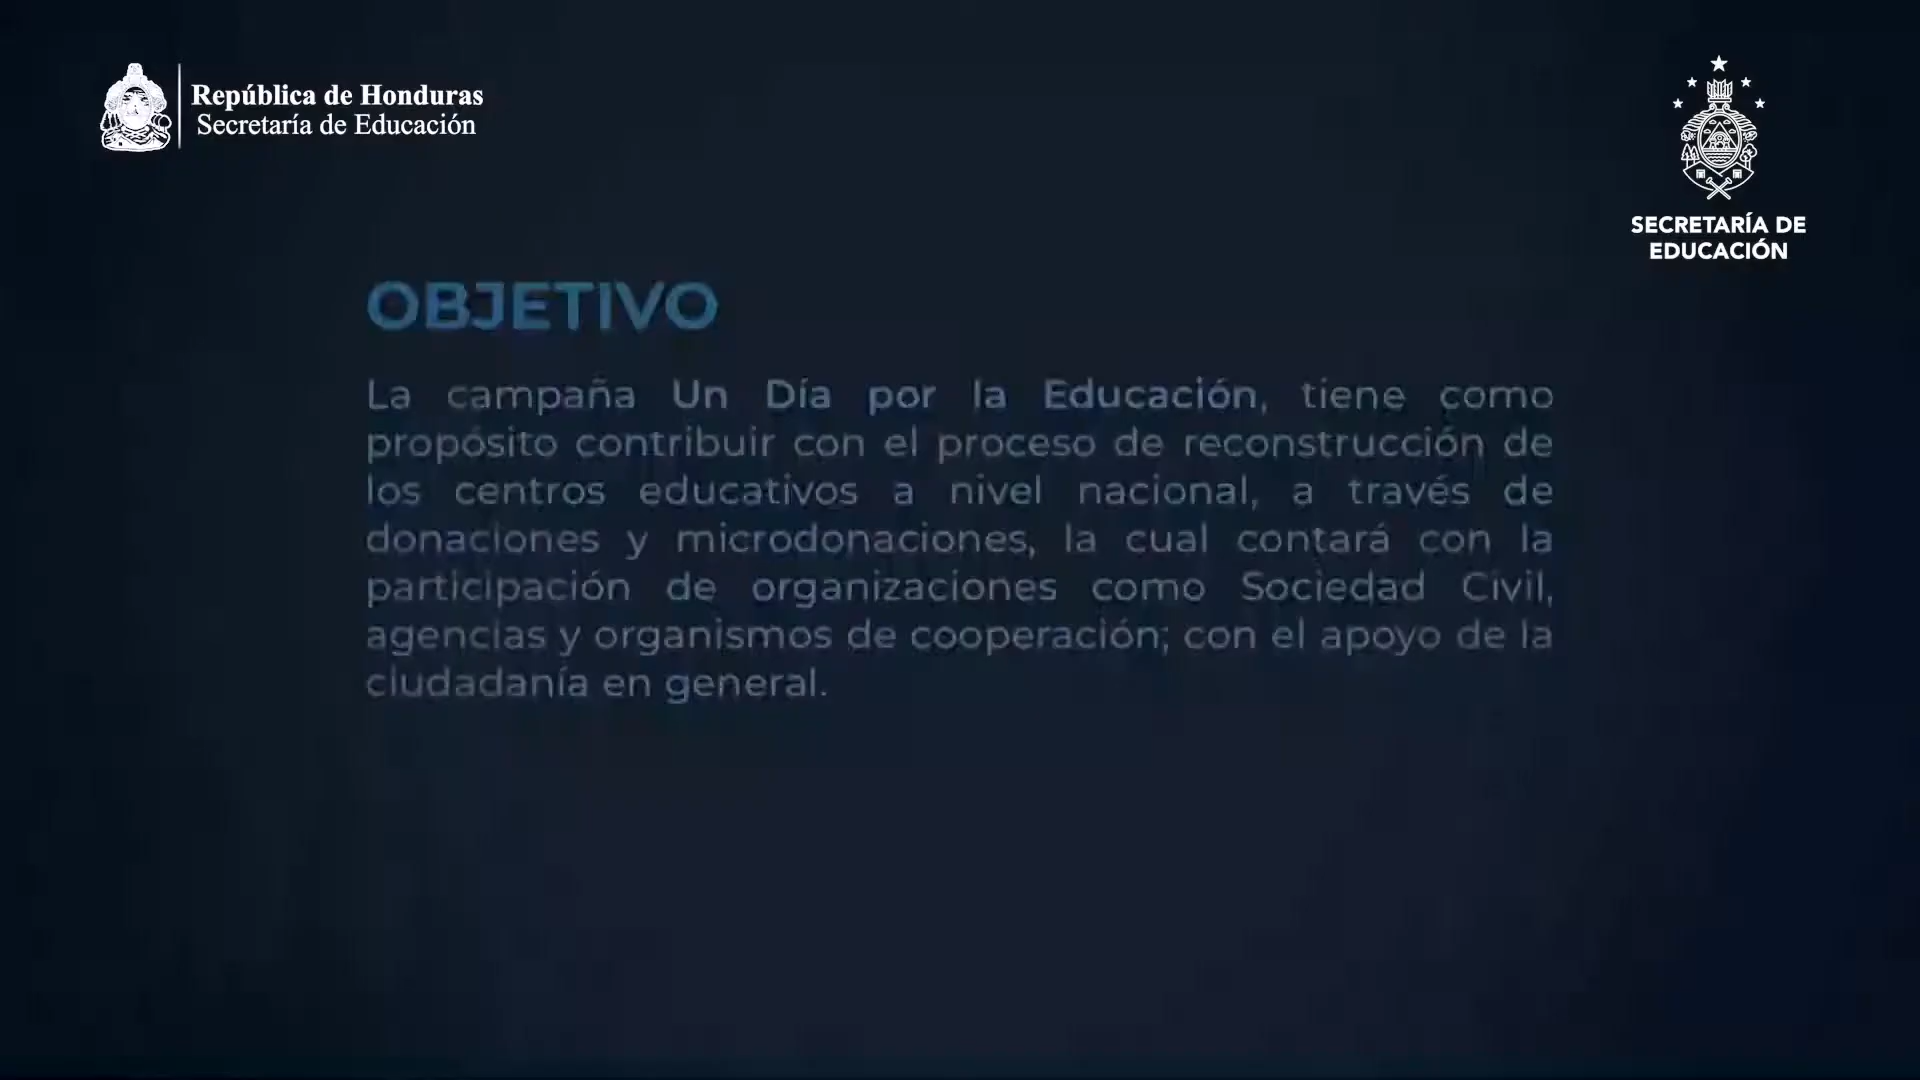 República de Honduras
Secretaría de Educación
SECRETARÍA DE
EDUCACIÓN
OBJETIVO
La campaña Un Día por la Educación, tiene como
propósito contribuir con el proceso de reconstrucción de
los centros educativos a nivel nacional, a través de
donaciones y microdonaciones, la cual contará con la
participación de organizaciones como Sociedad Civil,
agencias y organismos de cooperación; con el apoyo de la
ciudadanía en general.